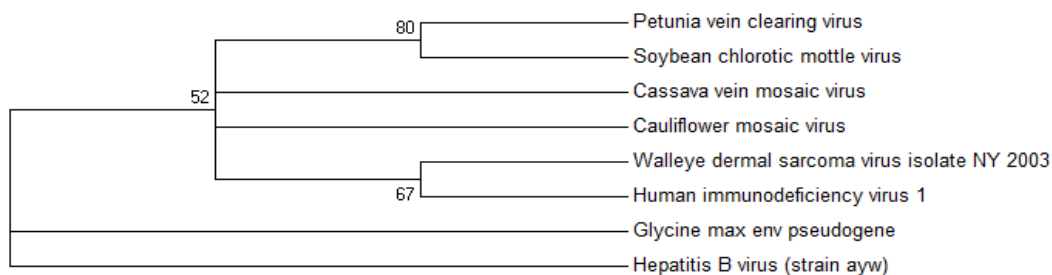 80
Petunia vein clearing virus
Soybean chlorotic mottle virus
52
Cassava vein mosaic virus
Cauliflower mosaic virus
Walleye dermal sarcoma virus isolate NY 2003
67
Human immunodeficiency virus 1
Glycine max env pseudogene
Hepatitis B virus (strain ayw)